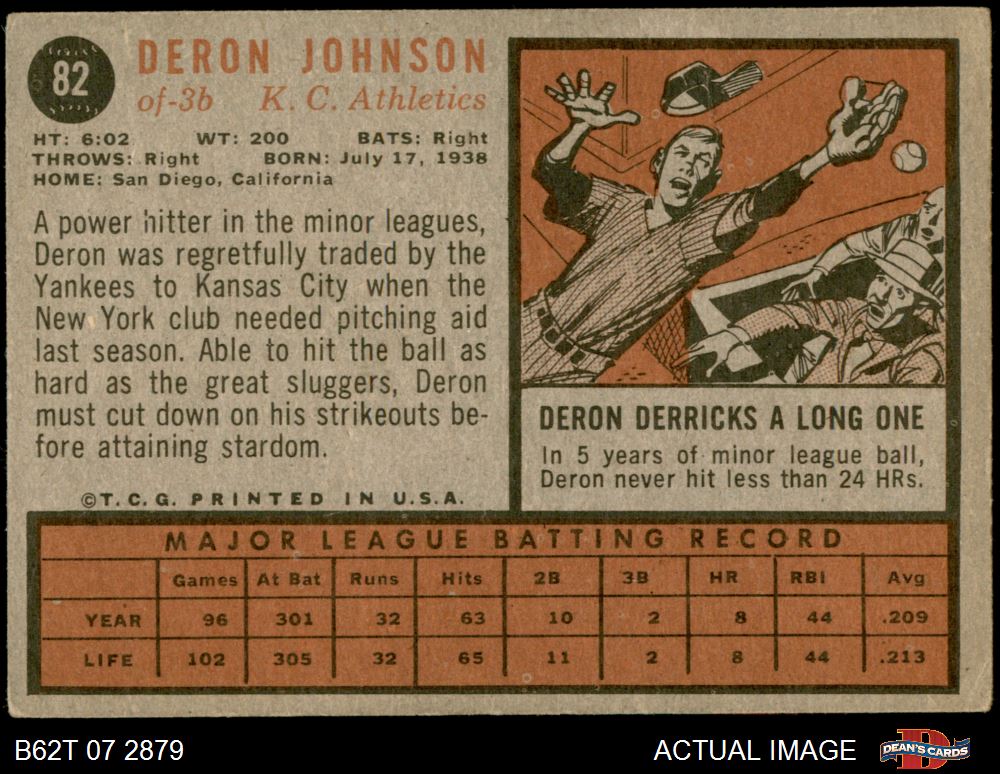 82
DERON JOHNSON
of-3b K. C. Athletics
HT: 6:02 WT: 200 BATS: Right
THROWS: Right BORN: July 17, 1938
HOME: San Diego, California
A power hitter in the minor leagues,
Deron was regretfully traded by the
Yankees to Kansas City when the
New York club needed pitching aid
last season. Able to hit the ball as
hard as the great sluggers, Deron
must cut down on his strikeouts be-
fore attaining stardom.
©T.C.G. PRINTED IN U.S.A.
DERON DERRICKS A LONG ONE
In 5 years of minor league ball,
Deron never hit less than 24 HRs.
MAJOR LEAGUE BATTING RECORD
Games At Bat Runs Hits 2B 3B HR RBI Avg
YEAR 96 301 32 63 10 2 8 44 .209
LIFE 102 305 32 65 11 2 8 44 .213
B62T 07 2879 ACTUAL IMAGE DEAN'S CARDS